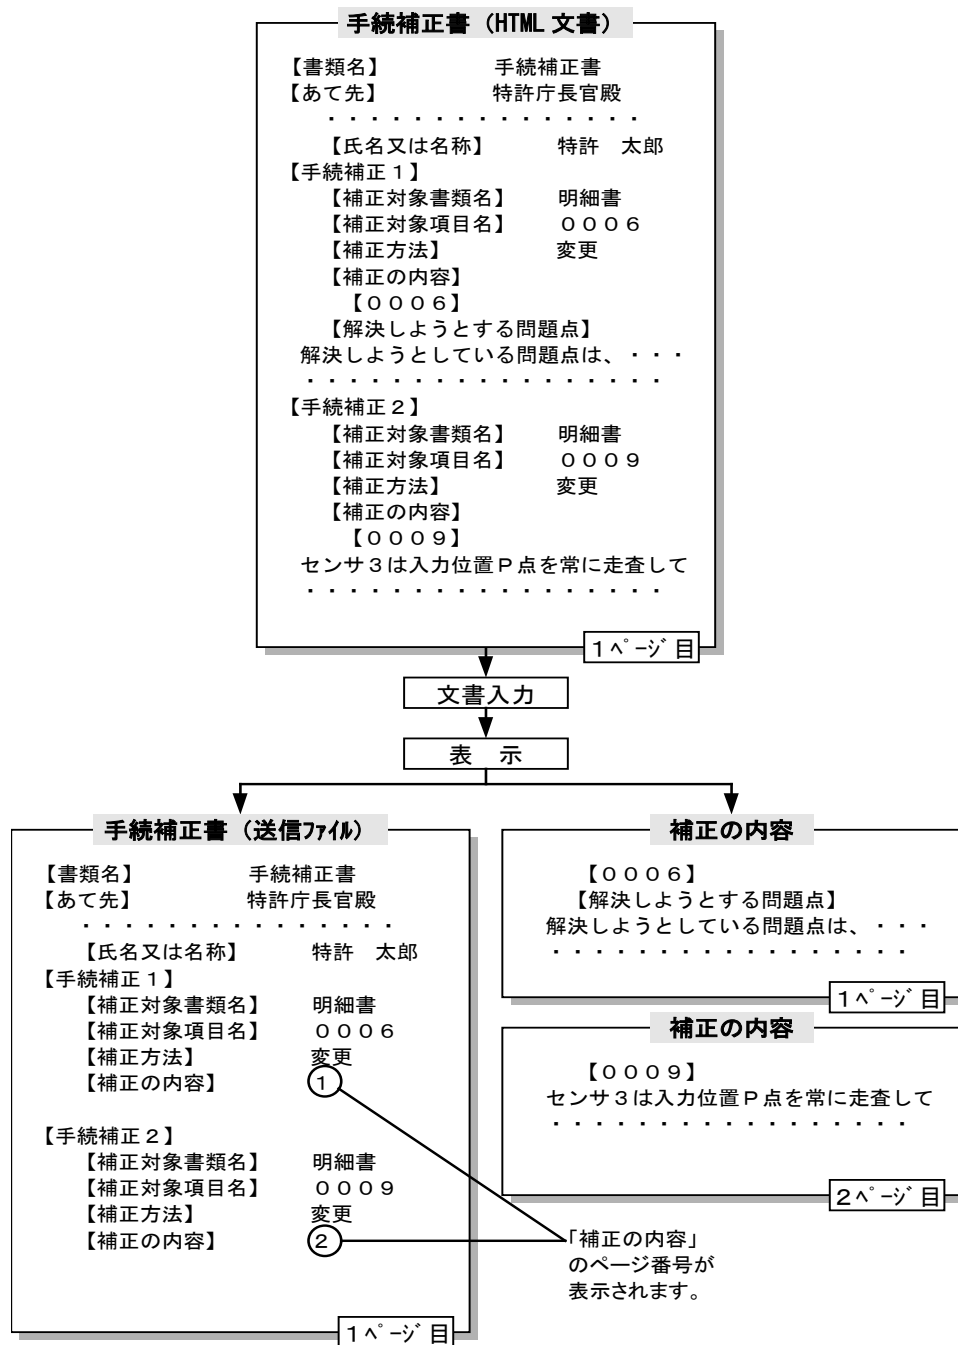 手続補正書（HTML 文書）
【書類名】　　　　　手続補正書
【あて先】　　　　　特許庁長官殿
・・・・・・・・・・・・・・・
【氏名又は名称】　　　特許　太郎
【手続補正１】
【補正対象書類名】　　明細書
【補正対象項目名】　　０００６
【補正方法】　　　　　変更
【補正の内容】
【０００６】
【解決しようとする問題点】
解決しようとしている問題点は、・・・
・・・・・・・・・・・・・・・・・
【手続補正２】
【補正対象書類名】　　明細書
【補正対象項目名】　　０００９
【補正方法】　　　　　変更
【補正の内容】
【０００９】
センサ３は入力位置Ｐ点を常に走査して
・・・・・・・・・・・・・・・・・
１ﾍﾟｰｼﾞ目
文書入力
表　示
手続補正書（送信ﾌｧｲﾙ）
【書類名】　　　　　手続補正書
【あて先】　　　　　特許庁長官殿
・・・・・・・・・・・・・・・
【氏名又は名称】　　　特許　太郎
【手続補正１】
【補正対象書類名】　　明細書
【補正対象項目名】　　０００６
【補正方法】　　　　　変更
【補正の内容】　　　　１
【手続補正２】
【補正対象書類名】　　明細書
【補正対象項目名】　　０００９
【補正方法】　　　　　変更
【補正の内容】　　　　２
１ﾍﾟｰｼﾞ目
補正の内容
【０００６】
【解決しようとする問題点】
解決しようとしている問題点は、・・・
・・・・・・・・・・・・・・・・・
１ﾍﾟｰｼﾞ目
補正の内容
【０００９】
センサ３は入力位置Ｐ点を常に走査して
・・・・・・・・・・・・・・・・・
２ﾍﾟｰｼﾞ目
「補正の内容」
のページ番号が
表示されます。